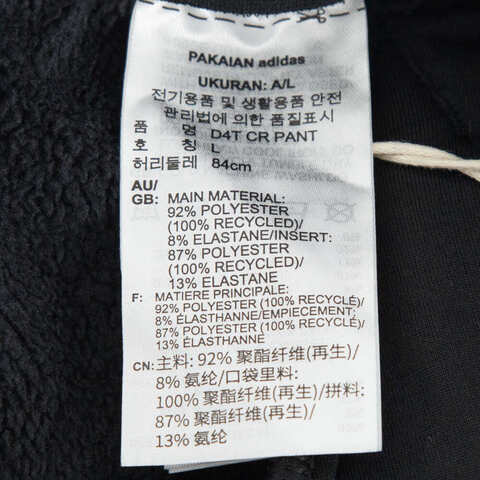 PAKAIAN adidas
UKURAN: A/L
전기용품 및 생활용품 안전
관리법에 의한 품질표시
품 명 D4T CR PANT
호 칭 L
허리둘레 84cm
AU/
GB: MAIN MATERIAL:
92% POLYESTER
(100% RECYCLED)/
8% ELASTANE/INSERT:
87% POLYESTER
(100% RECYCLED)/
13% ELASTANE
F: MATIERE PRINCIPALE:
92% POLYESTER (100% RECYCLÉ)/
8% ÉLASTHANNE/EMPIECEMENT:
87% POLYESTER (100% RECYCLÉ)/
13% ÉLASTHANNE
CN: 主料: 92% 聚酯纤维(再生)/
8% 氨纶/口袋里料:
100% 聚酯纤维(再生)/拼料:
87% 聚酯纤维(再生)/
13% 氨纶